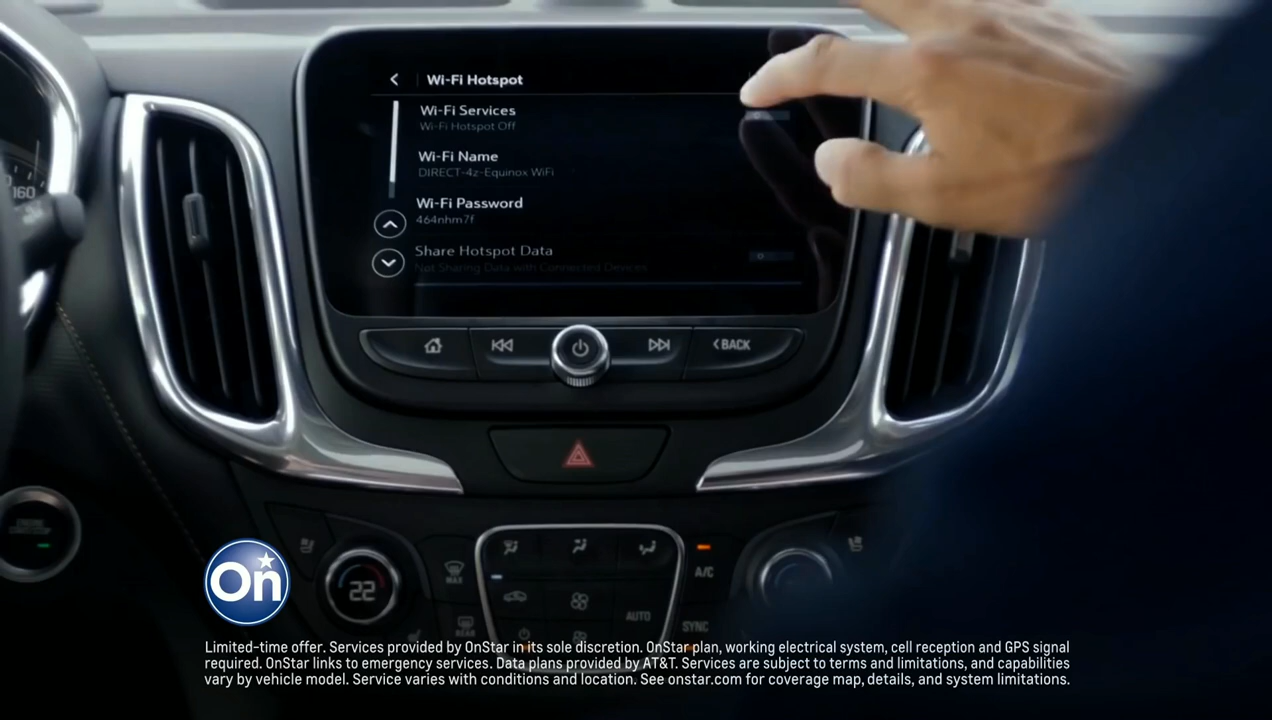 Wi-Fi Hotspot
Wi-Fi Services
Wi-Fi Hotspot Off
Wi-Fi Name
DIRECT-4z-Equinox WiFi
Wi-Fi Password
464nhm7f
Share Hotspot Data
Not Sharing Data with Connected Devices
160
BACK
On
22
MAX
A/C
AUTO
REAR
SYNC
Limited-time offer. Services provided by OnStar in its sole discretion. OnStar plan, working electrical system, cell reception and GPS signal
required. OnStar links to emergency services. Data plans provided by AT&T. Services are subject to terms and limitations, and capabilities
vary by vehicle model. Service varies with conditions and location. See onstar.com for coverage map, details, and system limitations.